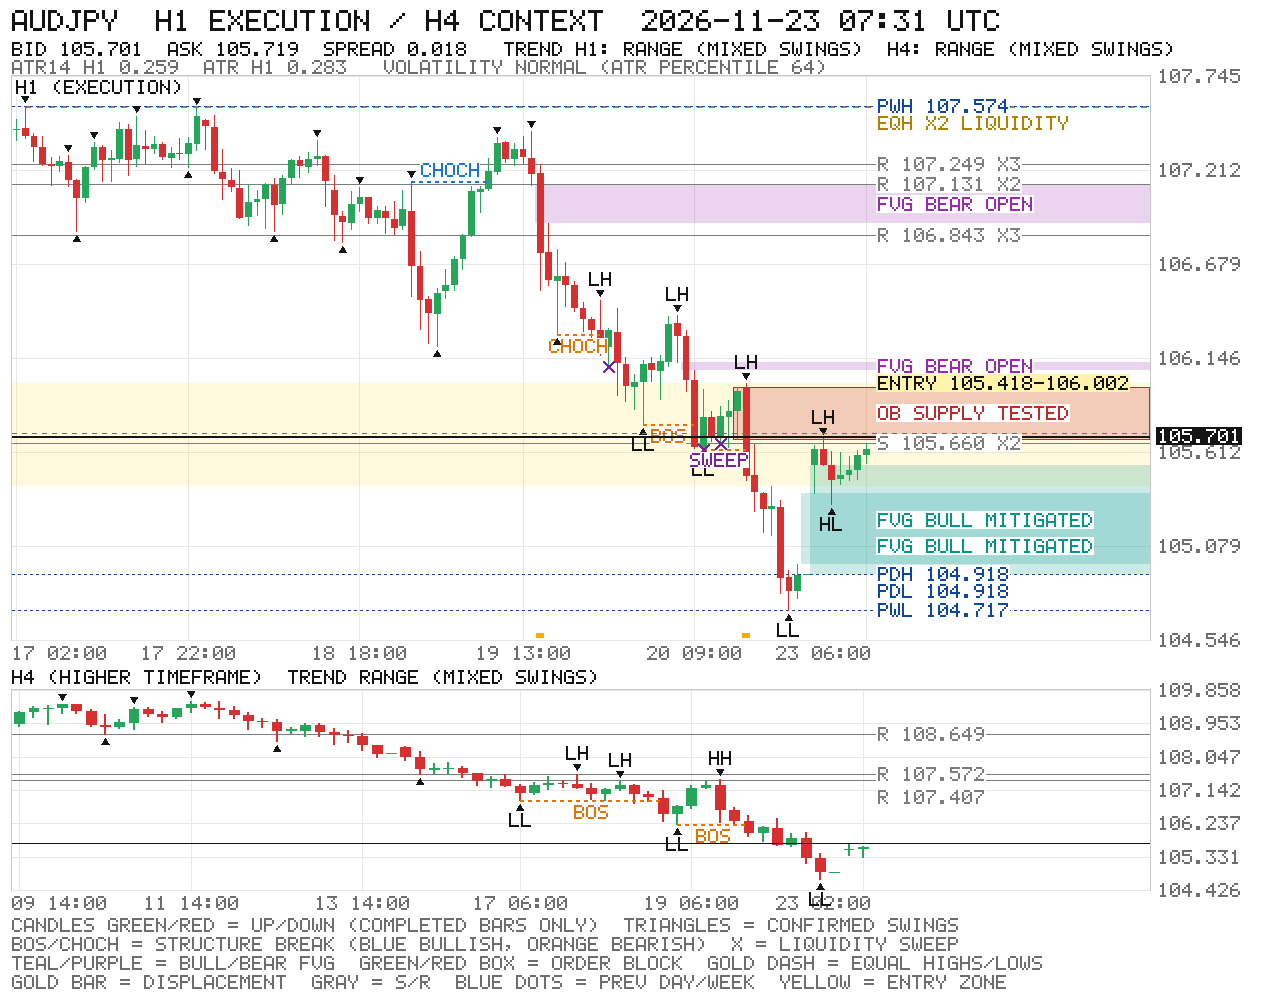 AUDJPY  H1 EXECUTION / H4 CONTEXT  2026-11-23 07:31 UTC
BID 105.701  ASK 105.719  SPREAD 0.018   TREND H1: RANGE (MIXED SWINGS)  H4: RANGE (MIXED SWINGS)
ATR14 H1 0.259  ATR H1 0.283   VOLATILITY NORMAL (ATR PERCENTILE 64)
107.745
H1 (EXECUTION)
PWH 107.574
EQH X2 LIQUIDITY
R 107.249 X3
CHOCH
107.212
R 107.131 X2
FVG BEAR OPEN
R 106.843 X3
106.679
LH
LH
CHOCH
106.146
LH
FVG BEAR OPEN
ENTRY 105.418-106.002
LH
OB SUPPLY TESTED
LL
BOS
105.701
S 105.660 X2
105.612
SWEEP
LL
HL
FVG BULL MITIGATED
FVG BULL MITIGATED
105.079
PDH 104.918
PDL 104.918
PWL 104.717
LL
104.546
17 02:00
17 22:00
18 18:00
19 13:00
20 09:00
23 06:00
H4 (HIGHER TIMEFRAME)  TREND RANGE (MIXED SWINGS)
109.858
108.953
R 108.649
108.047
LH
LH
HH
R 107.572
R 107.407
107.142
BOS
LL
106.237
BOS
LL
105.331
104.426
LL
09 14:00
11 14:00
13 14:00
17 06:00
19 06:00
23 02:00
CANDLES GREEN/RED = UP/DOWN (COMPLETED BARS ONLY)  TRIANGLES = CONFIRMED SWINGS
BOS/CHOCH = STRUCTURE BREAK (BLUE BULLISH, ORANGE BEARISH)  X = LIQUIDITY SWEEP
TEAL/PURPLE = BULL/BEAR FVG  GREEN/RED BOX = ORDER BLOCK  GOLD DASH = EQUAL HIGHS/LOWS
GOLD BAR = DISPLACEMENT  GRAY = S/R  BLUE DOTS = PREV DAY/WEEK  YELLOW = ENTRY ZONE